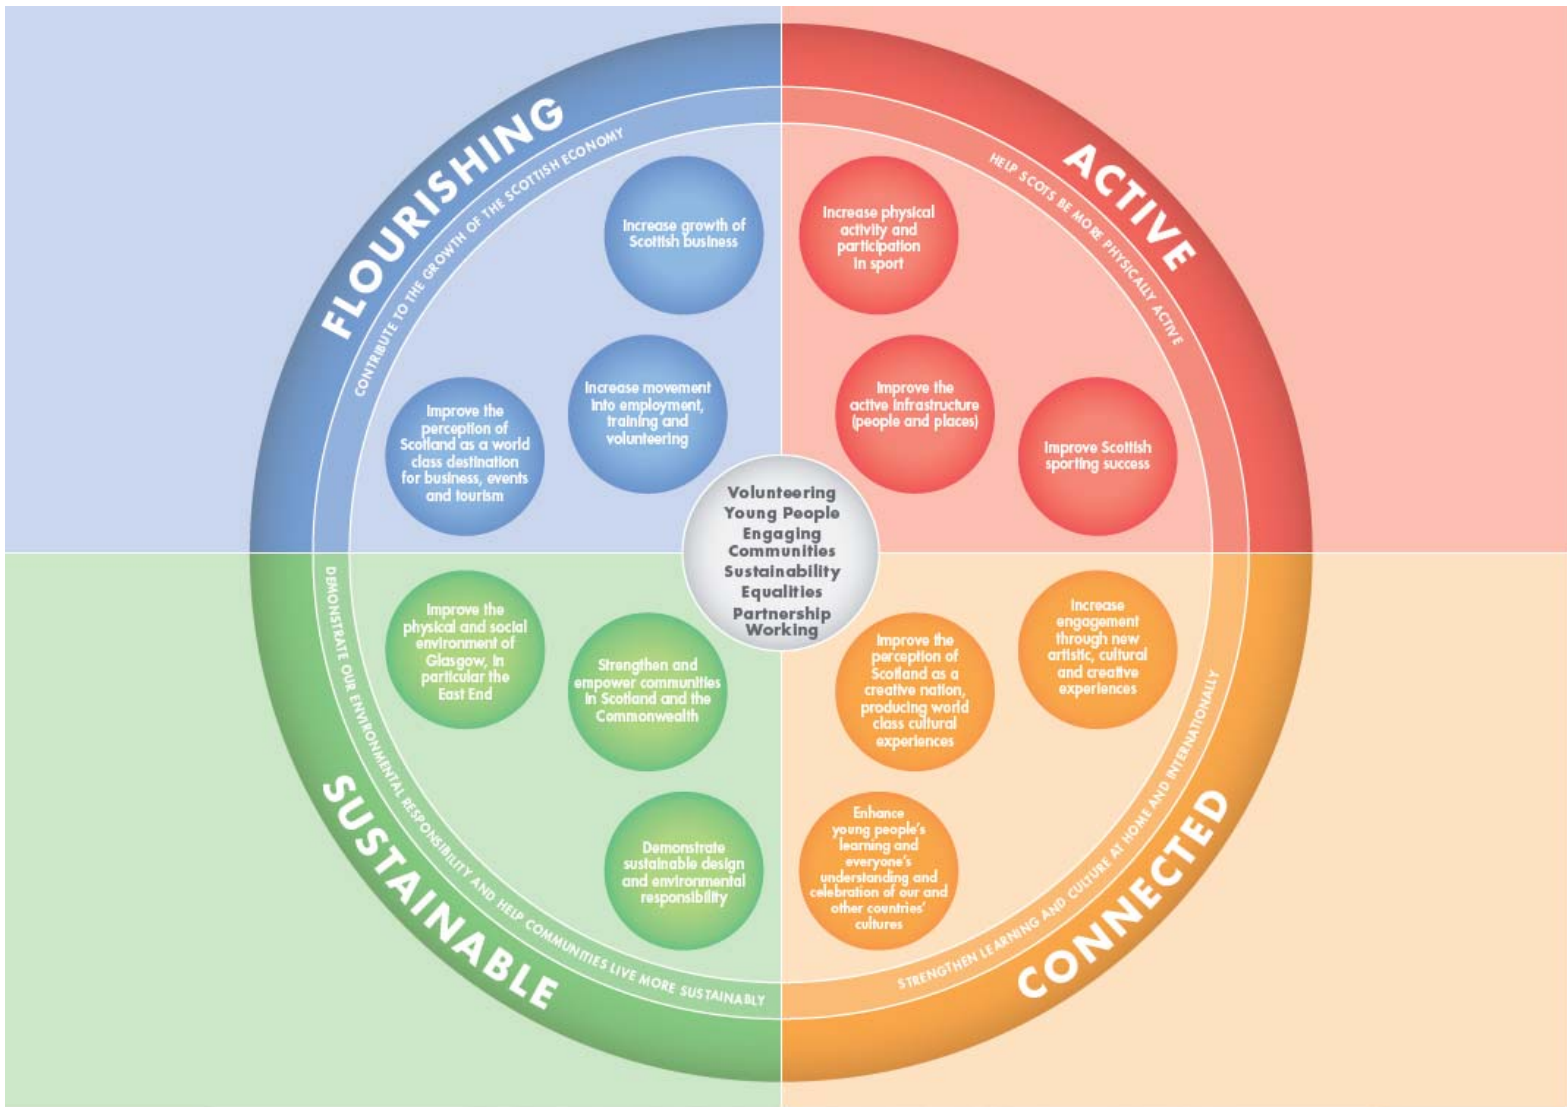 FLOURISHING
CONTRIBUTE TO THE GROWTH OF THE SCOTTISH ECONOMY
Increase growth of
Scottish business
Increase movement
into employment,
training and
volunteering
Improve the
perception of
Scotland as a world
class destination
for business, events
and tourism
ACTIVE
HELP SCOTS BE MORE PHYSICALLY ACTIVE
Increase physical
activity and
participation
in sport
Improve the
active infrastructure
(people and places)
Improve Scottish
sporting success
Volunteering
Young People
Engaging
Communities
Sustainability
Equalities
Partnership
Working
SUSTAINABLE
DEMONSTRATE OUR ENVIRONMENTAL RESPONSIBILITY AND HELP COMMUNITIES LIVE MORE SUSTAINABLY
Improve the
physical and social
environment of
Glasgow, in
particular the
East End
Strengthen and
empower communities
in Scotland and the
Commonwealth
Demonstrate
sustainable design
and environmental
responsibility
CONNECTED
STRENGTHEN LEARNING AND CULTURE AT HOME AND INTERNATIONALLY
Improve the
perception of
Scotland as a
creative nation,
producing world
class cultural
experiences
Increase
engagement
through new
artisitc, cultural
and creative
experiences
Enhance
young people's
learning and
everyone's
understanding and
celebration of our and
other countries'
cultures